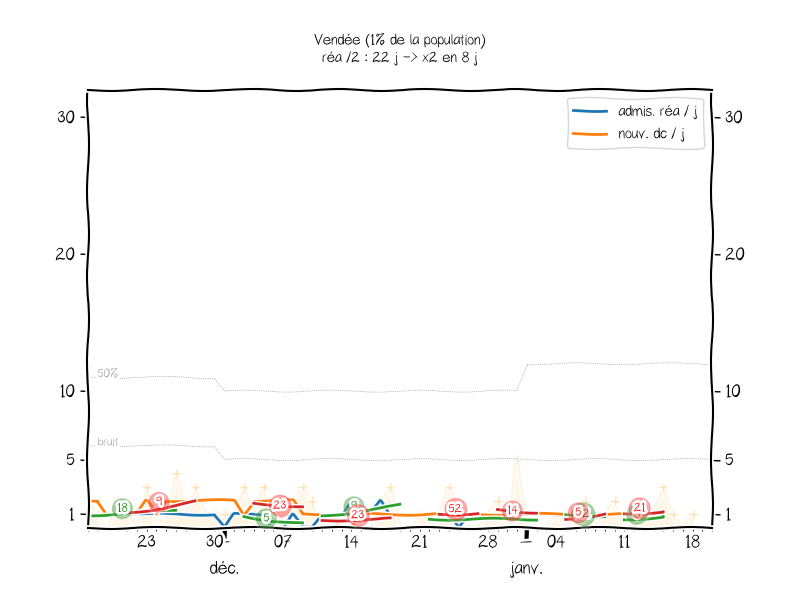 Vendée (1% de la population)
réa /2 : 22 j -> x2 en 8 j
admis. réa / j
nouv. dc / j
30 30
20 20
50%
10 10
bruit
5 5
18 9 5 23 23 52 14 21
1 1
23 30 07 14 21 28 04 11 18
déc. janv.